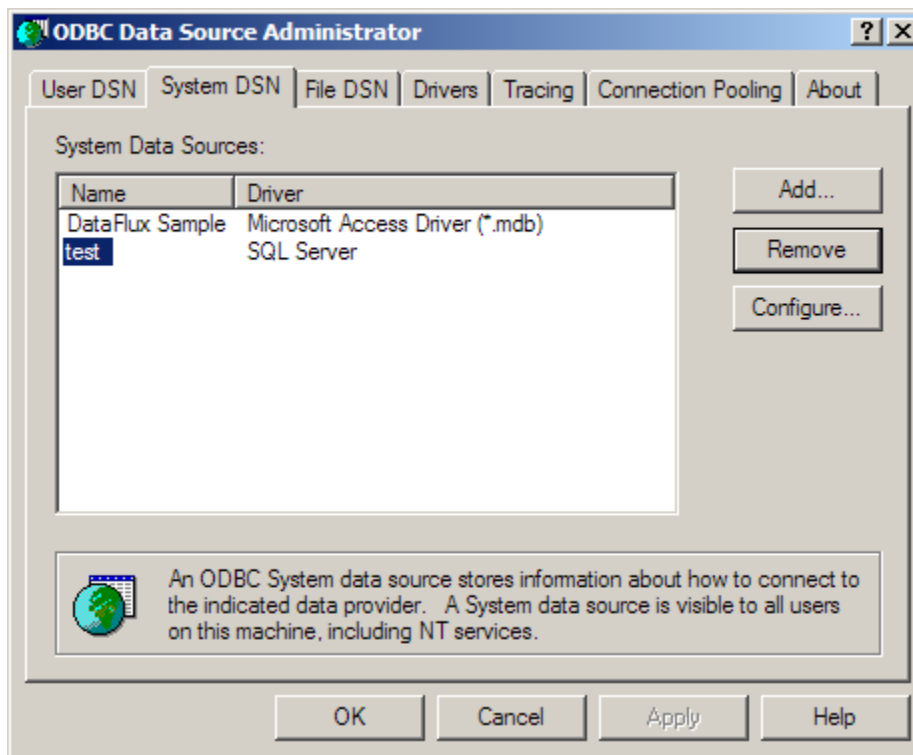 ODBC Data Source Administrator
User DSN System DSN File DSN Drivers Tracing Connection Pooling About
System Data Sources:
Name Driver
DataFlux Sample Microsoft Access Driver (*.mdb)
test SQL Server
Add...
Remove
Configure...
An ODBC System data source stores information about how to connect to
the indicated data provider. A System data source is visible to all users
on this machine, including NT services.
OK Cancel Apply Help